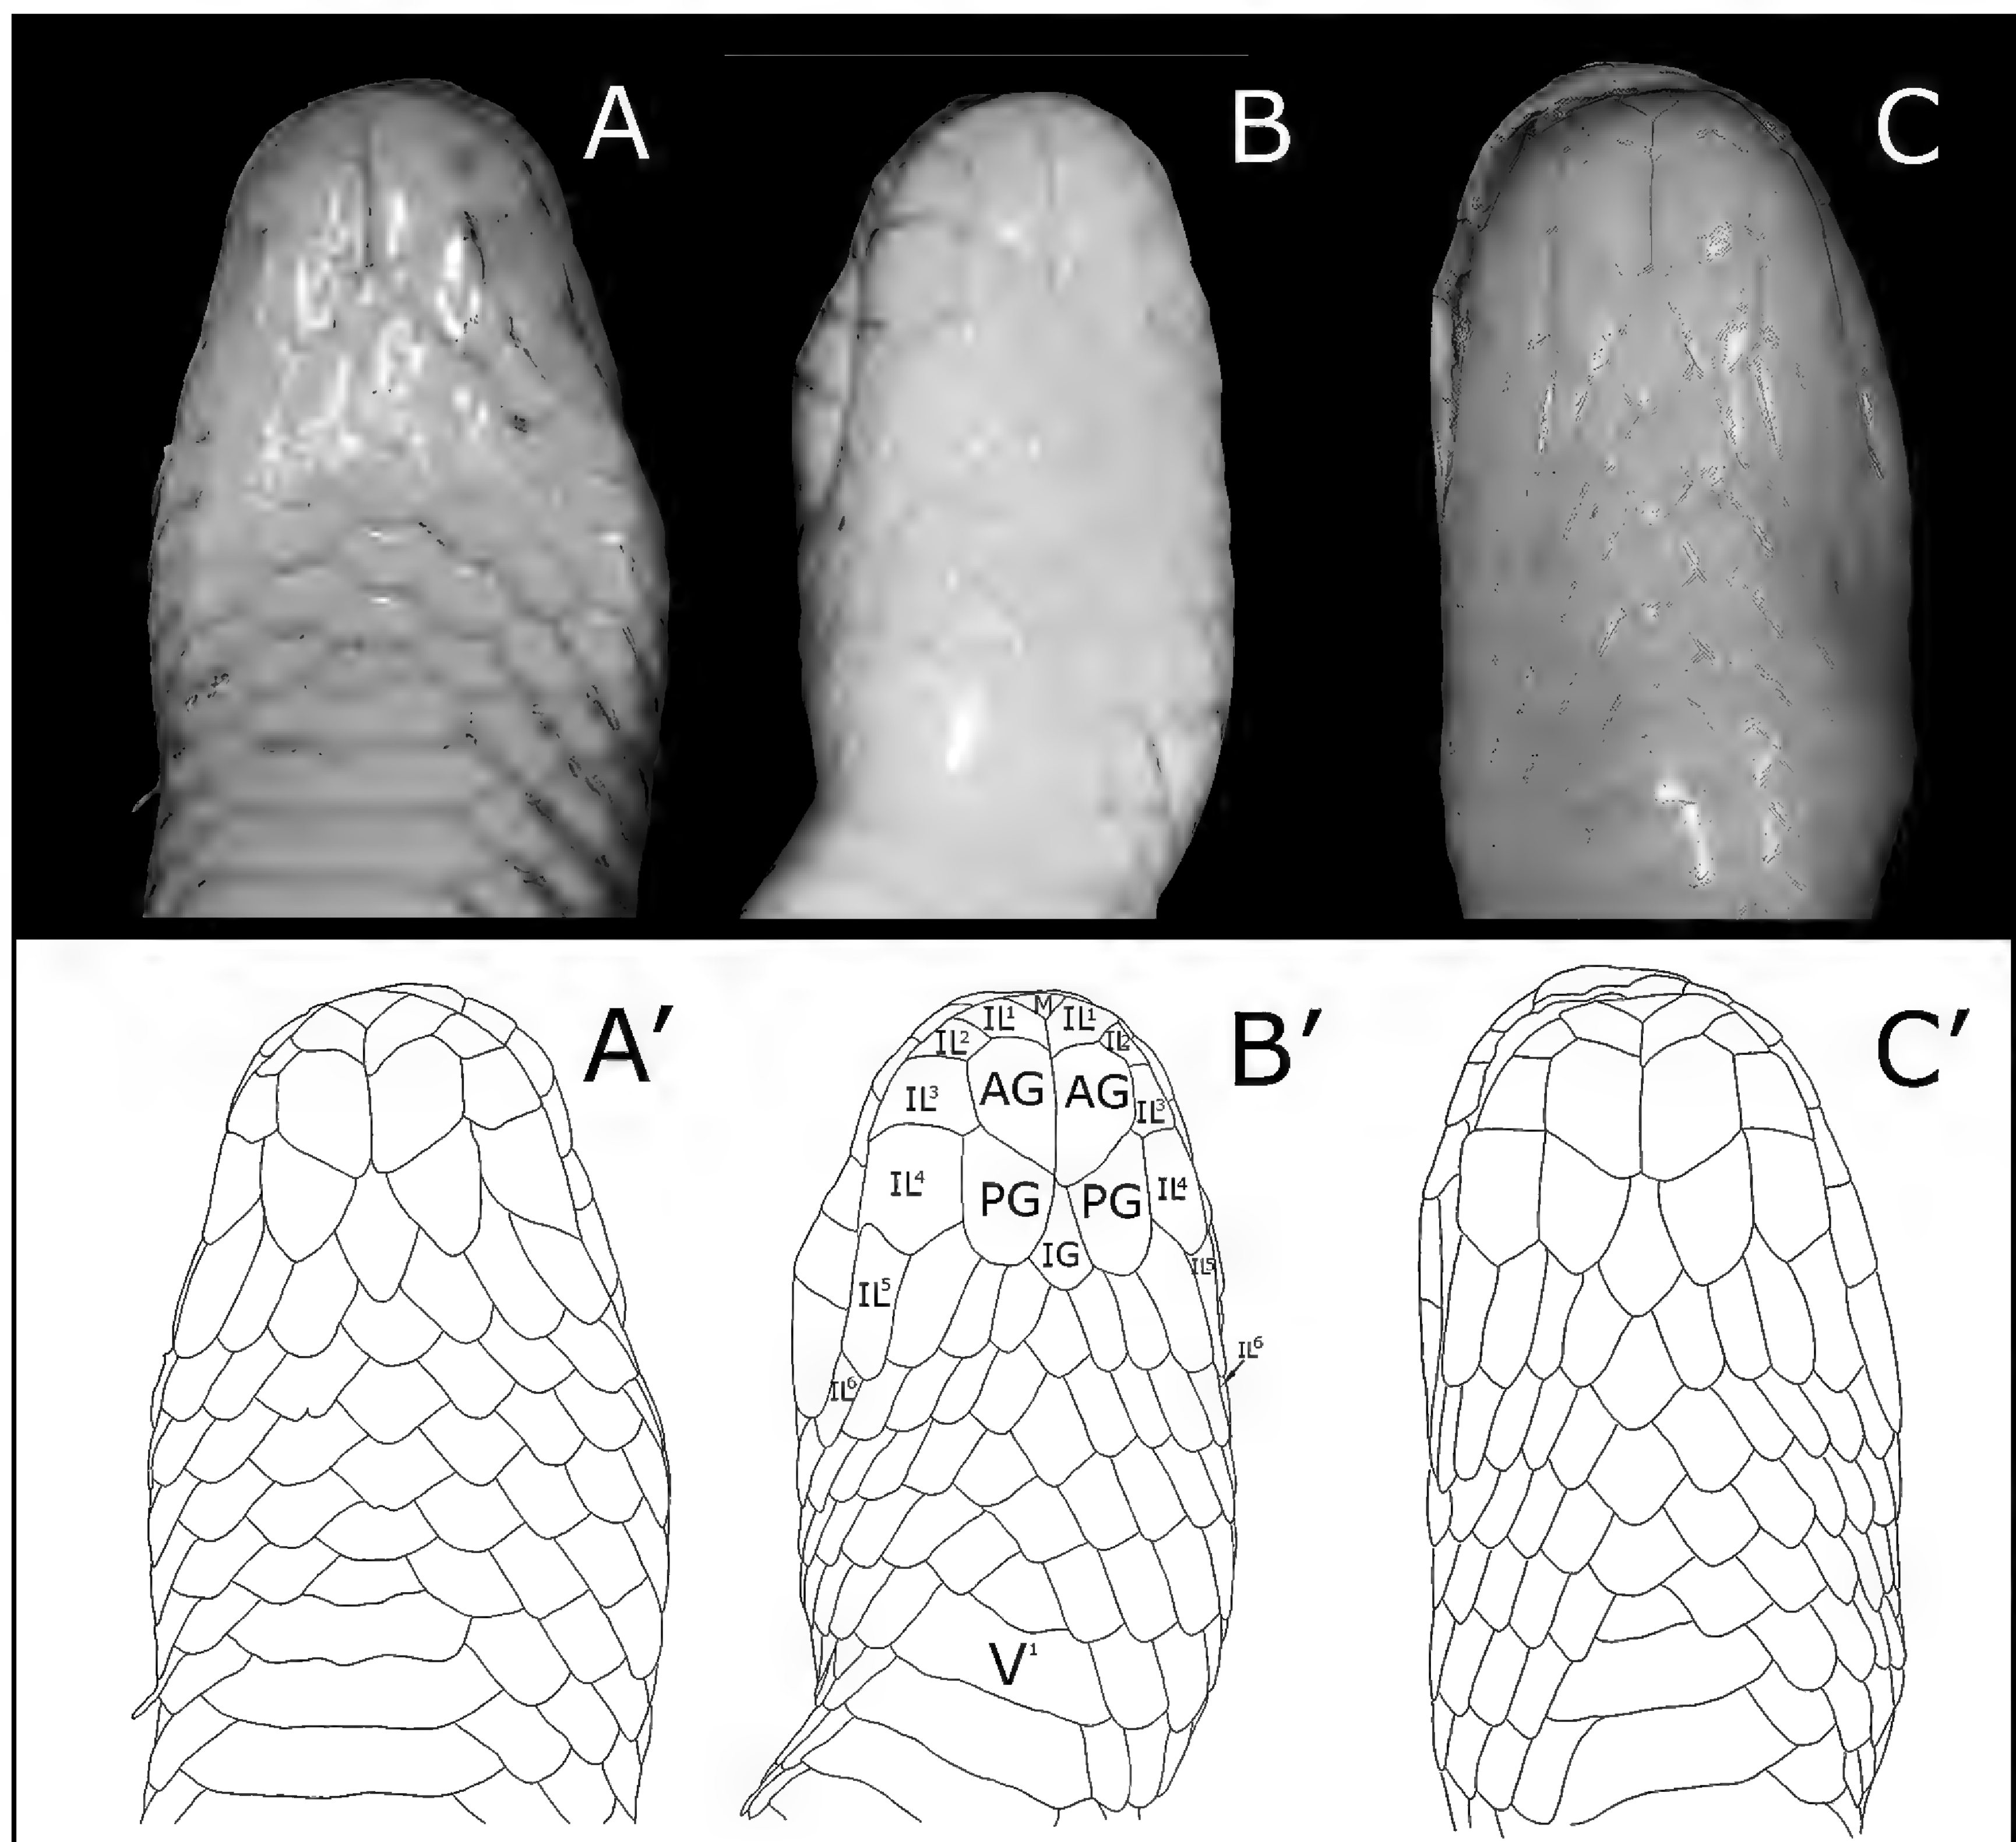 A B C
A′ B′ C′
M
IL¹ IL¹
IL² IL²
AG AG
IL³ IL³
IL⁴ PG PG IL⁴
IG
IL⁵ IL⁵
IL⁶
IL⁶
V¹